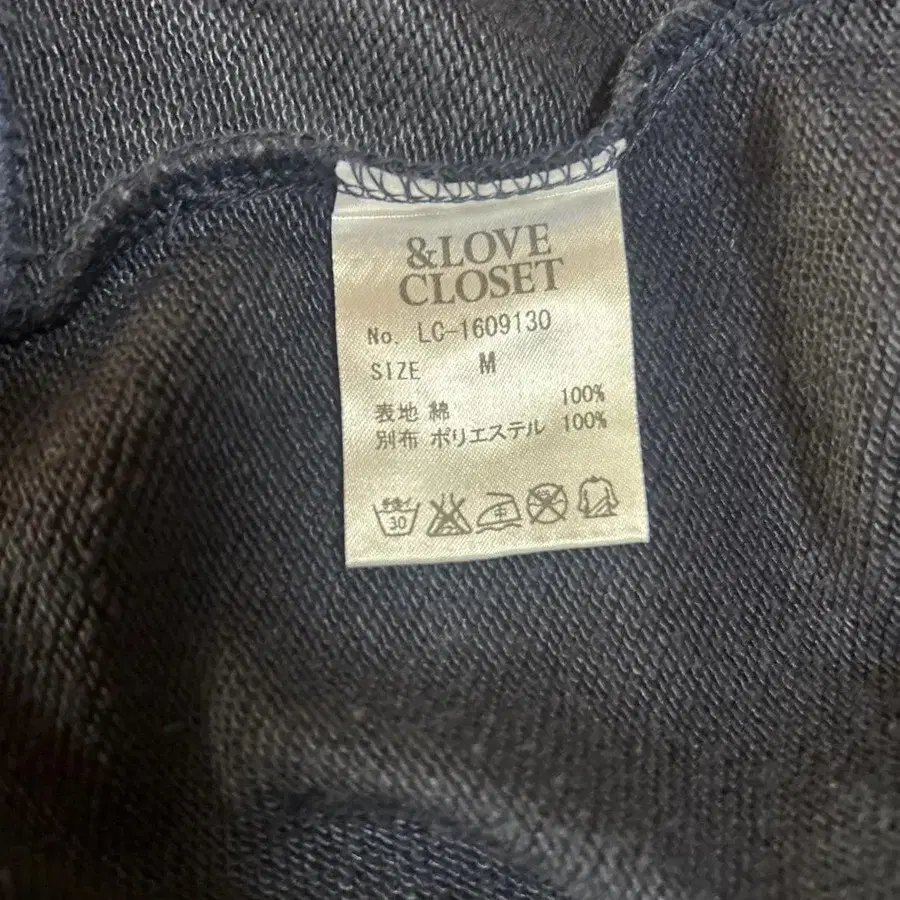 &LOVE
CLOSET
No. LC-1609130
SIZE M
表地 綿 100%
別布 ポリエステル 100%
30 中